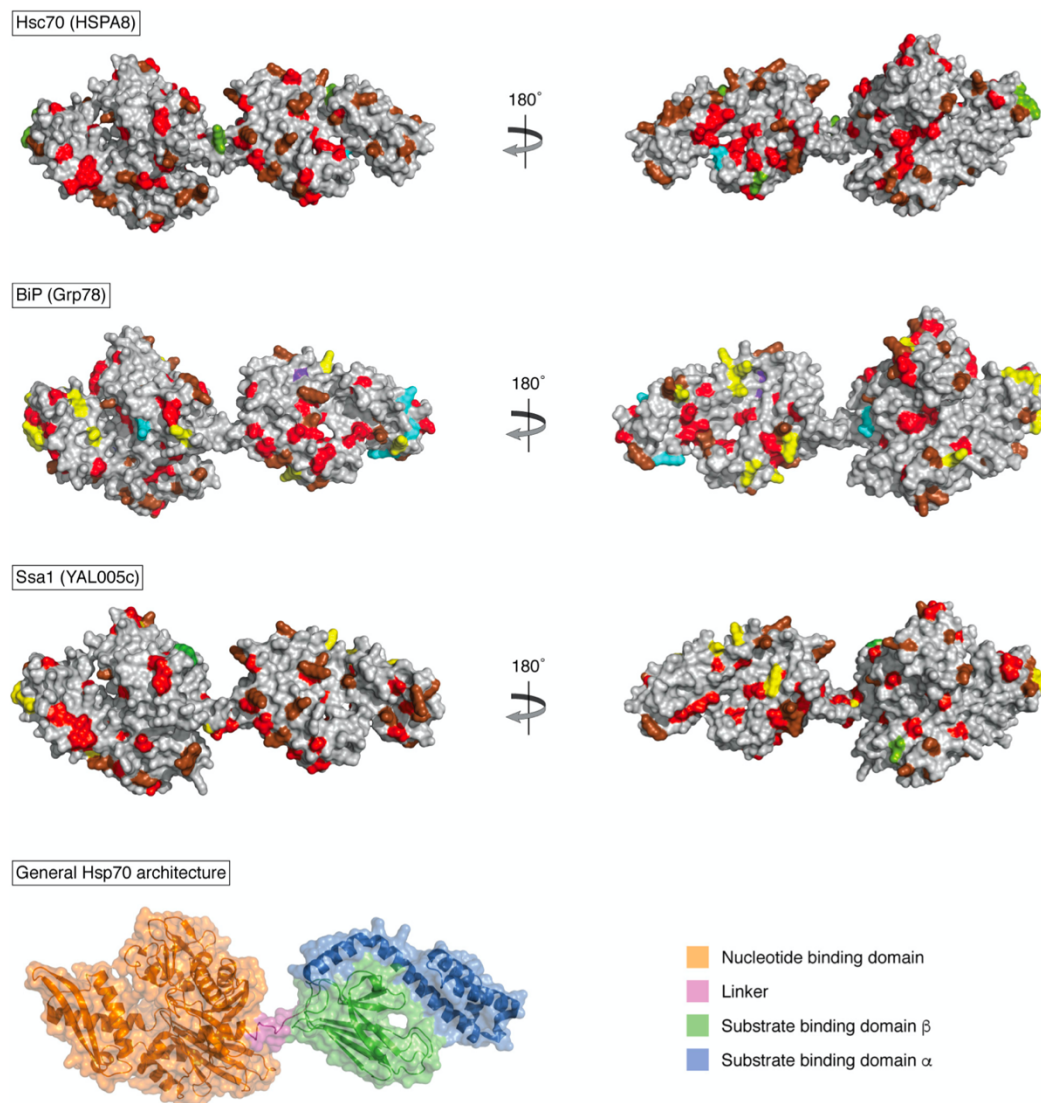 Hsc70 (HSPA8)
180°
BiP (Grp78)
180°
Ssa1 (YAL005c)
180°
General Hsp70 architecture
Nucleotide binding domain
Linker
Substrate binding domain β
Substrate binding domain α